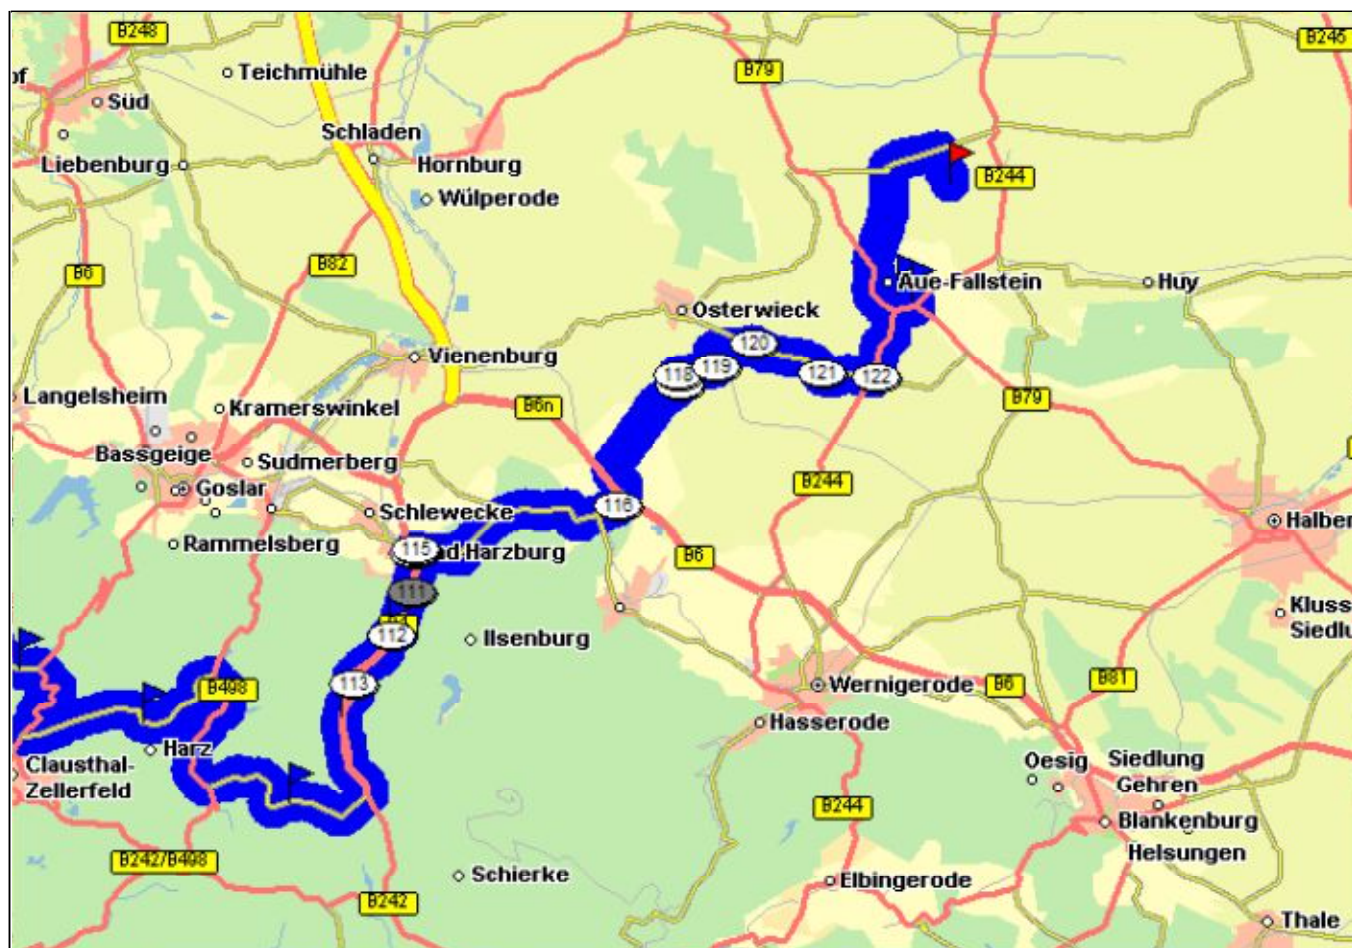 B248
Teichmühle
B79
B245
Süd
Schladen
Liebenburg
Hornburg
B244
Wülperode
B82
B6
Aue-Fallstein
Huy
Osterwieck
120
Vienenburg
118
119
121
122
Langelsheim
Kramerswinkel
B6n
B79
Bassgeige
Sudmerberg
Goslar
B244
Schlewecke
116
Halber
Rammelsberg
115
ad Harzburg
B6
111
Kluss
Siedlu
112
Ilsenburg
113
B498
Wernigerode
B6
B81
Hasserode
Harz
Clausthal-
Zellerfeld
Oesig
Siedlung
Gehren
B244
Blankenburg
Helsungen
B242/B498
Schierke
Elbingerode
B242
Thale